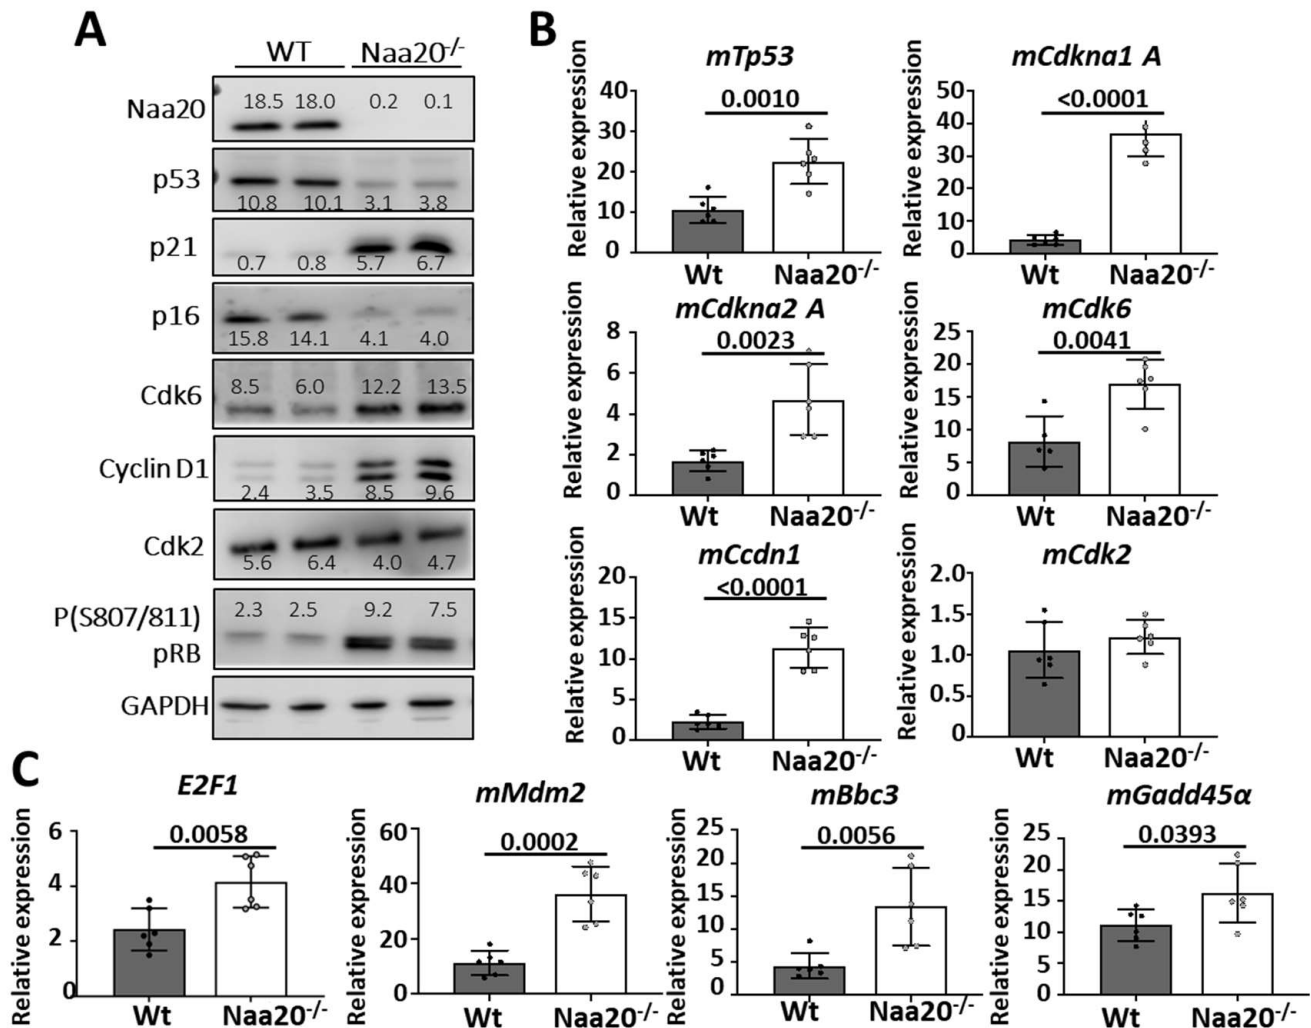 A
WT Naa20-/-
Naa20 18.5 18.0 0.2 0.1
p53 10.8 10.1 3.1 3.8
p21 0.7 0.8 5.7 6.7
p16 15.8 14.1 4.1 4.0
Cdk6 8.5 6.0 12.2 13.5
Cyclin D1 2.4 3.5 8.5 9.6
Cdk2 5.6 6.4 4.0 4.7
P(S807/811) 2.3 2.5 9.2 7.5
pRB
GAPDH
B
mTp53
Relative expression
40
30
20
10
0
0.0010
Wt Naa20-/-
mCdkna1 A
Relative expression
50
40
30
20
10
0
<0.0001
Wt Naa20-/-
mCdkna2 A
Relative expression
8
6
4
2
0
0.0023
Wt Naa20-/-
mCdk6
Relative expression
25
20
15
10
5
0
0.0041
Wt Naa20-/-
mCcdn1
Relative expression
20
15
10
5
0
<0.0001
Wt Naa20-/-
mCdk2
Relative expression
2.0
1.5
1.0
0.5
0
Wt Naa20-/-
C
E2F1
Relative expression
6
4
2
0
0.0058
Wt Naa20-/-
mMdm2
Relative expression
60
40
20
0
0.0002
Wt Naa20-/-
mBbc3
Relative expression
25
20
15
10
5
0
0.0056
Wt Naa20-/-
mGadd45α
Relative expression
25
20
15
10
5
0
0.0393
Wt Naa20-/-